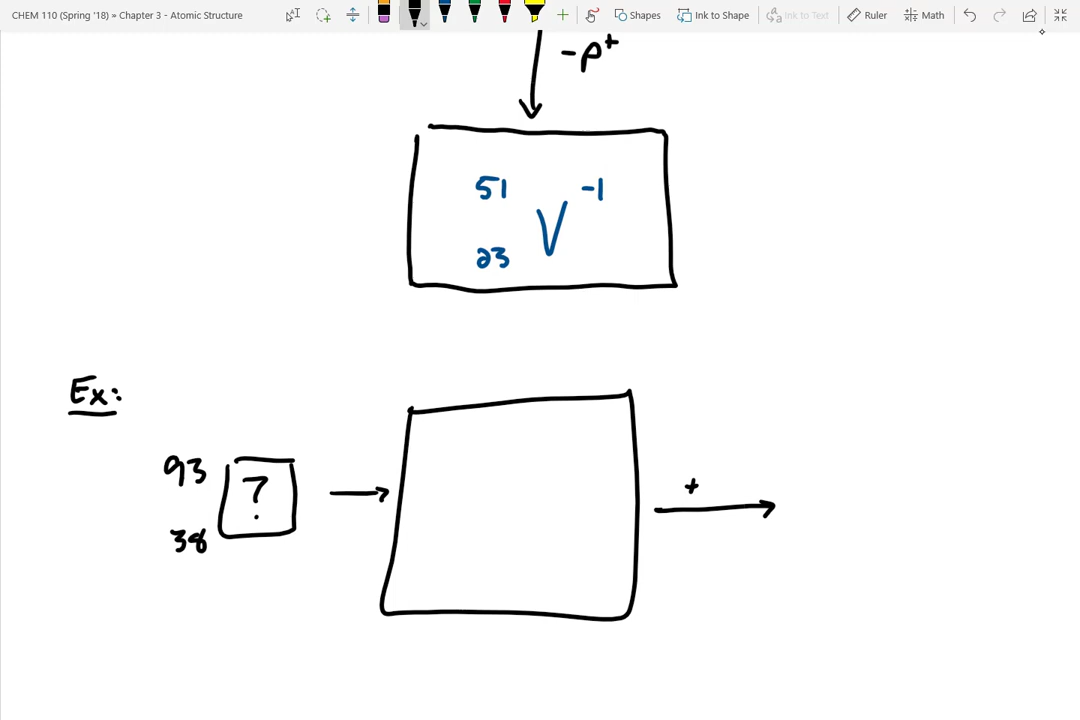 CHEM 110 (Spring '18) » Chapter 3 - Atomic Structure
Shapes
Ink to Shape
Ink to Text
Ruler
Math
-p⁺
51 V -1
23
Ex:
93 ?
38
+